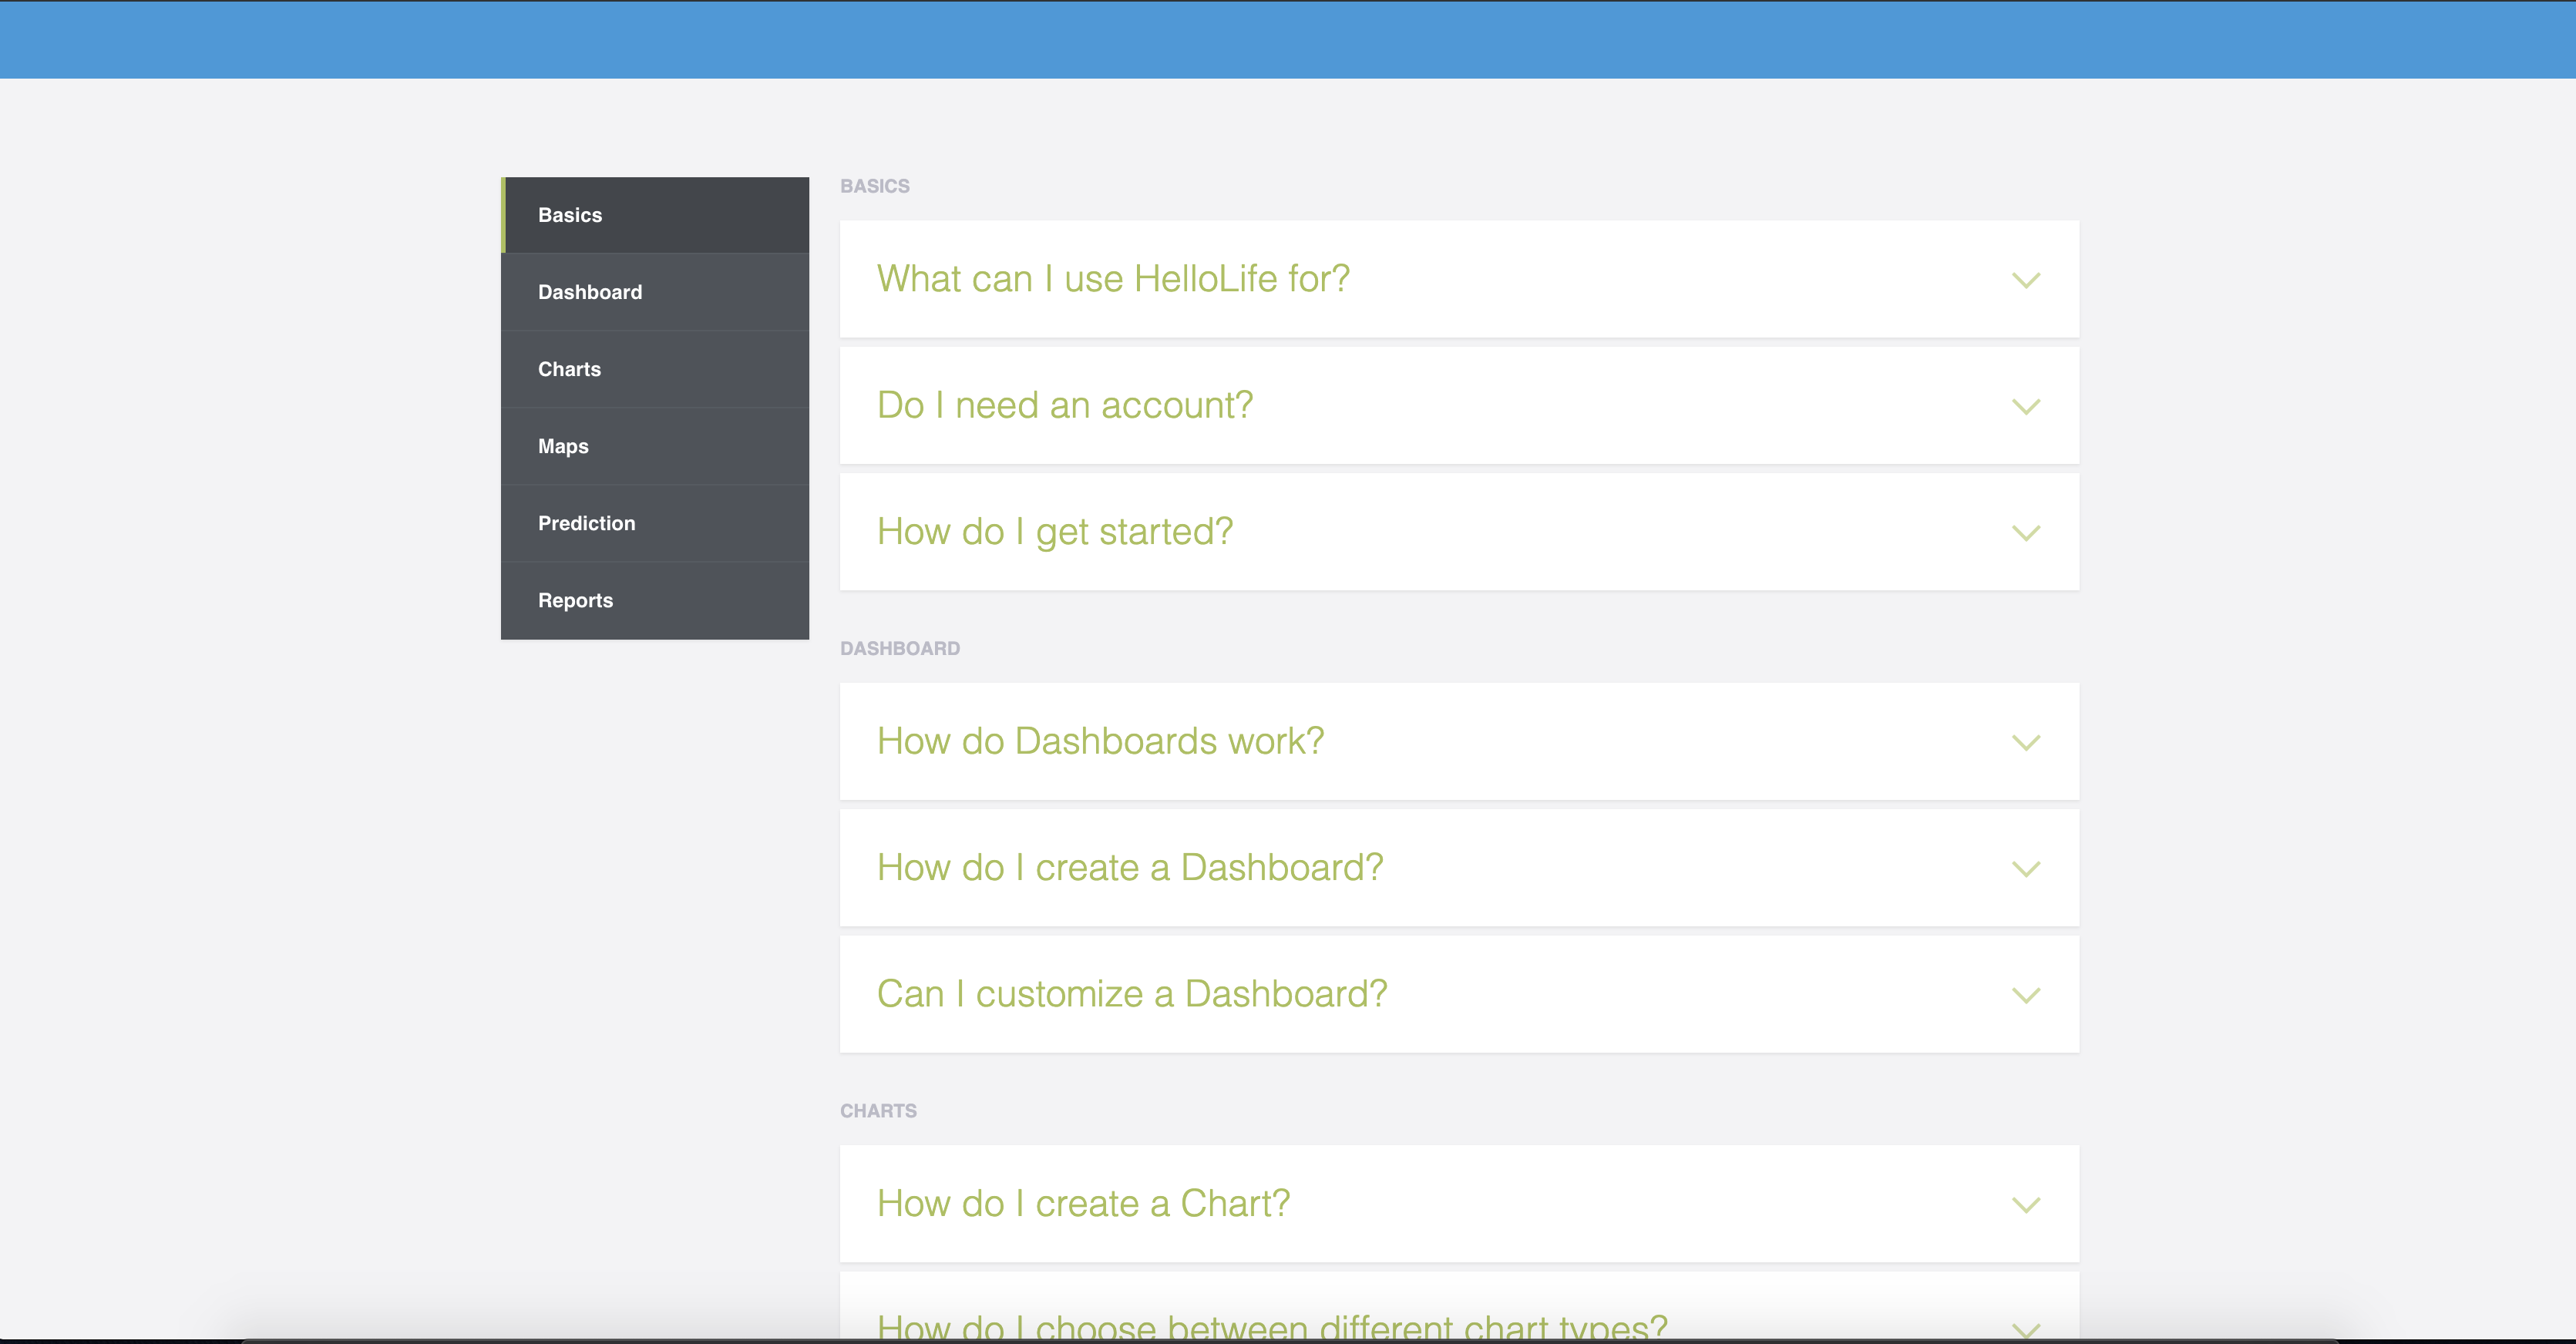 Basics
Dashboard
Charts
Maps
Prediction
Reports
BASICS
What can I use HelloLife for?
Do I need an account?
How do I get started?
DASHBOARD
How do Dashboards work?
How do I create a Dashboard?
Can I customize a Dashboard?
CHARTS
How do I create a Chart?
How do I choose between different chart types?